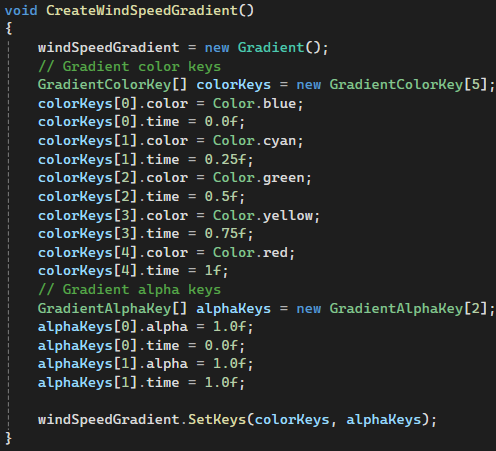 void CreateWindSpeedGradient()
{
windSpeedGradient = new Gradient();
// Gradient color keys
GradientColorKey[] colorKeys = new GradientColorKey[5];
colorKeys[0].color = Color.blue;
colorKeys[0].time = 0.0f;
colorKeys[1].color = Color.cyan;
colorKeys[1].time = 0.25f;
colorKeys[2].color = Color.green;
colorKeys[2].time = 0.5f;
colorKeys[3].color = Color.yellow;
colorKeys[3].time = 0.75f;
colorKeys[4].color = Color.red;
colorKeys[4].time = 1f;
// Gradient alpha keys
GradientAlphaKey[] alphaKeys = new GradientAlphaKey[2];
alphaKeys[0].alpha = 1.0f;
alphaKeys[0].time = 0.0f;
alphaKeys[1].alpha = 1.0f;
alphaKeys[1].time = 1.0f;
windSpeedGradient.SetKeys(colorKeys, alphaKeys);
}